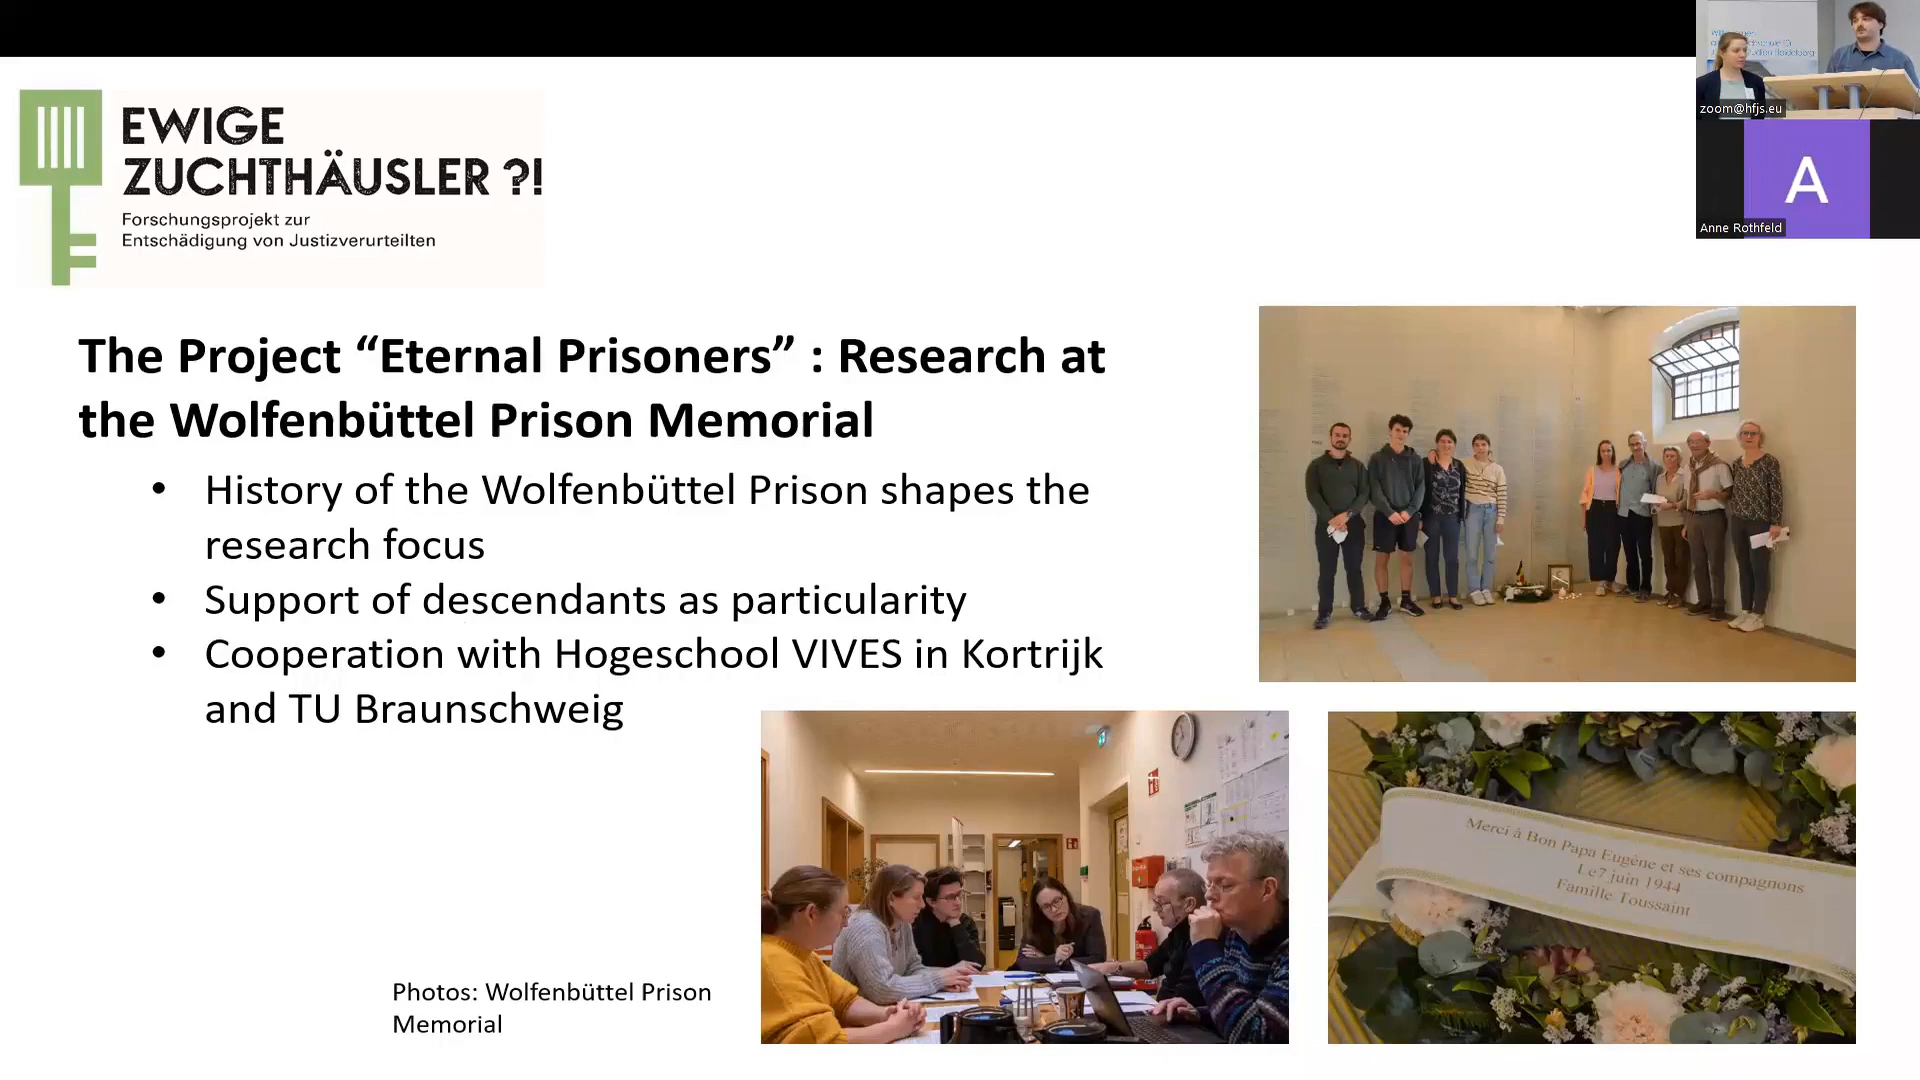 EWIGE
ZUCHTHÄUSLER ?!
Forschungsprojekt zur
Entschädigung von Justizverurteilten
zoom@hfjs.eu
A
Anne Rothfeld
The Project “Eternal Prisoners” : Research at
the Wolfenbüttel Prison Memorial
• History of the Wolfenbüttel Prison shapes the
research focus
• Support of descendants as particularity
• Cooperation with Hogeschool VIVES in Kortrijk
and TU Braunschweig
Merci à Bon Papa Eugéne et ses compagnons
Le 7 juin 1944
Famille Toussaint
Photos: Wolfenbüttel Prison
Memorial